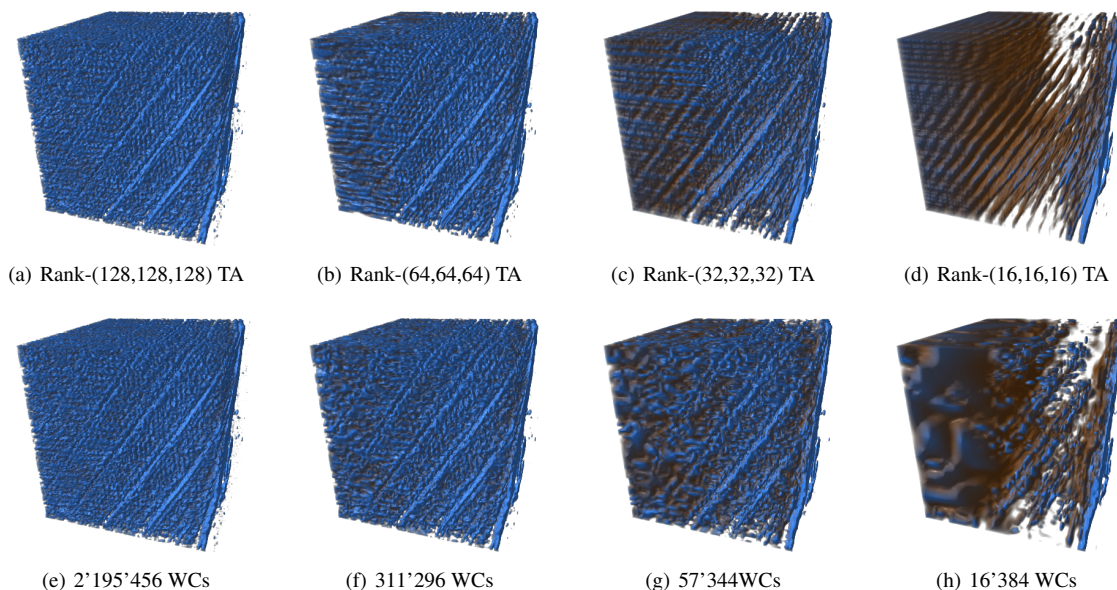 (a) Rank-(128,128,128) TA
(b) Rank-(64,64,64) TA
(c) Rank-(32,32,32) TA
(d) Rank-(16,16,16) TA
(e) 2'195'456 WCs
(f) 311'296 WCs
(g) 57'344WCs
(h) 16'384 WCs